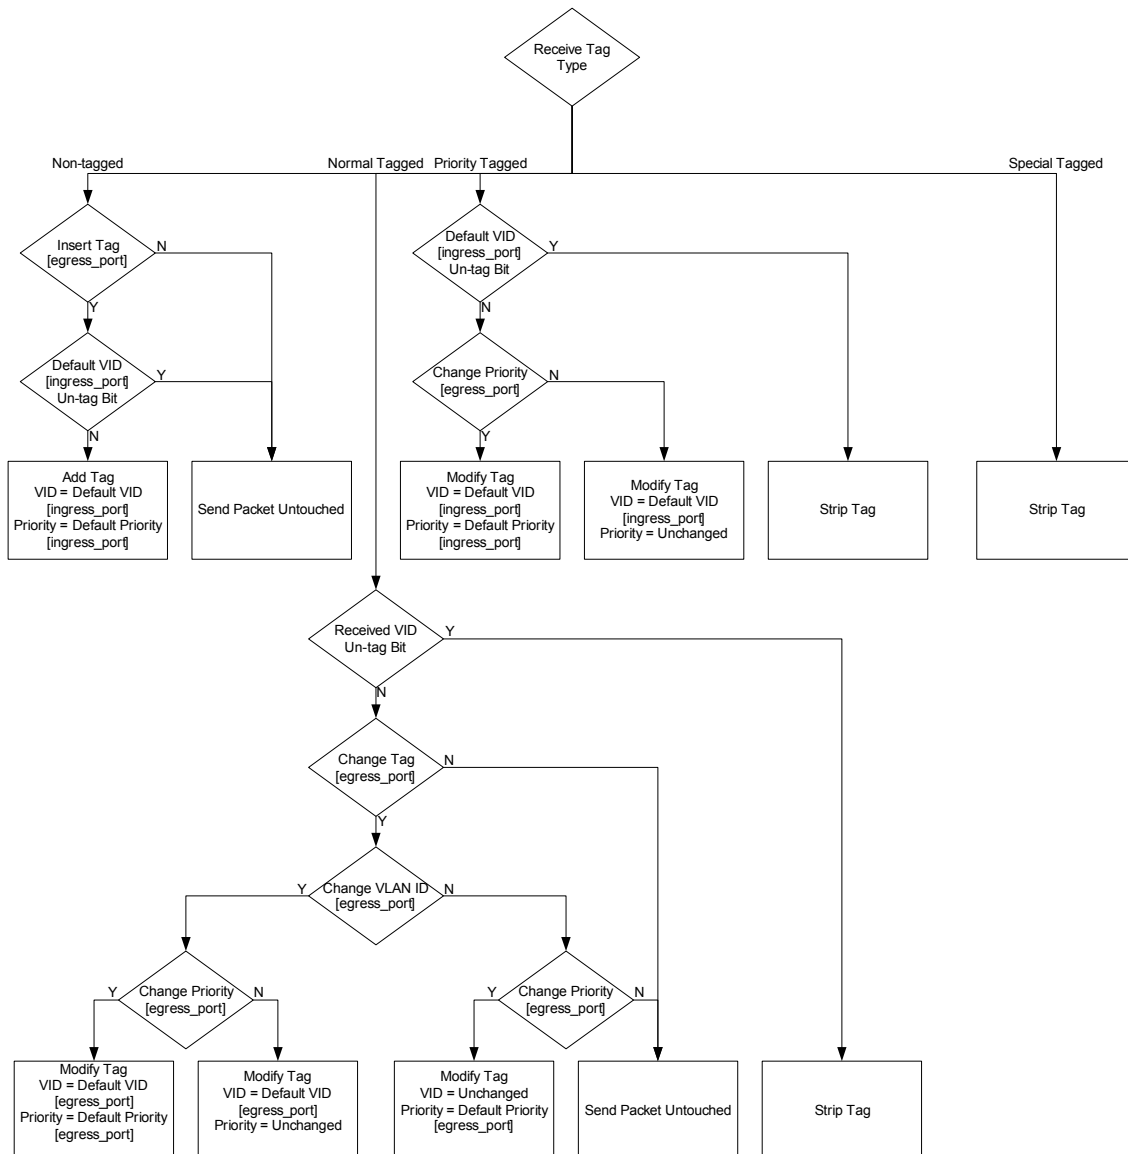 Receive Tag
Type
Non-tagged
Normal Tagged
Priority Tagged
Special Tagged
Insert Tag
[egress_port]
N
Y
Default VID
[ingress_port]
Un-tag Bit
Y
N
Default VID
[ingress_port]
Un-tag Bit
Y
N
Change Priority
[egress_port]
N
Y
Add Tag
VID = Default VID
[ingress_port]
Priority = Default Priority
[ingress_port]
Send Packet Untouched
Modify Tag
VID = Default VID
[ingress_port]
Priority = Default Priority
[ingress_port]
Modify Tag
VID = Default VID
[ingress_port]
Priority = Unchanged
Strip Tag
Strip Tag
Received VID
Un-tag Bit
Y
N
Change Tag
[egress_port]
N
Y
Change VLAN ID
[egress_port]
Y
N
Change Priority
[egress_port]
Y
N
Change Priority
[egress_port]
Y
N
Modify Tag
VID = Default VID
[egress_port]
Priority = Default Priority
[egress_port]
Modify Tag
VID = Default VID
[egress_port]
Priority = Unchanged
Modify Tag
VID = Unchanged
Priority = Default Priority
[egress_port]
Send Packet Untouched
Strip Tag